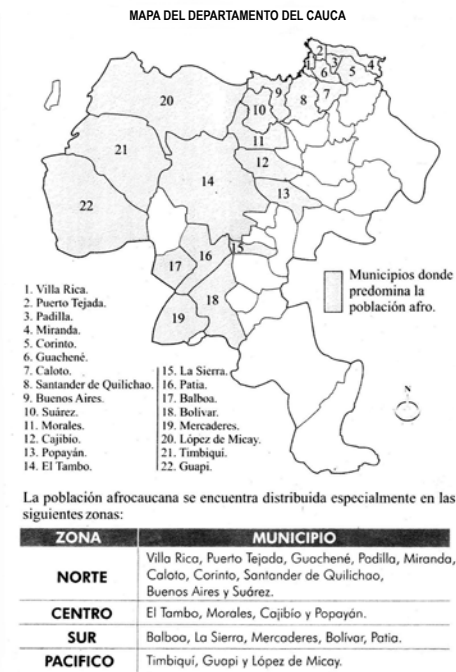 MAPA DEL DEPARTAMENTO DEL CAUCA
2
1
3
4
6
5
20
9
10
8
7
11
21
12
14
13
22
16
15
17
18
19
Municipios donde
predomina la
población afro.
N
1. Villa Rica.
2. Puerto Tejada.
3. Padilla.
4. Miranda.
5. Corinto.
6. Guachené.
7. Caloto.
8. Santander de Quilichao.
9. Buenos Aires.
10. Suárez.
11. Morales.
12. Cajibío.
13. Popayán.
14. El Tambo.
15. La Sierra.
16. Patia.
17. Balboa.
18. Bolívar.
19. Mercaderes.
20. López de Micay.
21. Timbiqui.
22. Guapi.
La población afrocaucana se encuentra distribuida especialmente en las
siguientes zonas:
ZONA MUNICIPIO
NORTE
Villa Rica, Puerto Tejada, Guachené, Padilla, Miranda,
Caloto, Corinto, Santander de Quilichao,
Buenos Aires y Suárez.
CENTRO El Tambo, Morales, Cajibío y Popayán.
SUR Balboa, La Sierra, Mercaderes, Bolívar, Patia.
PACIFICO Timbiquí, Guapi y López de Micay.